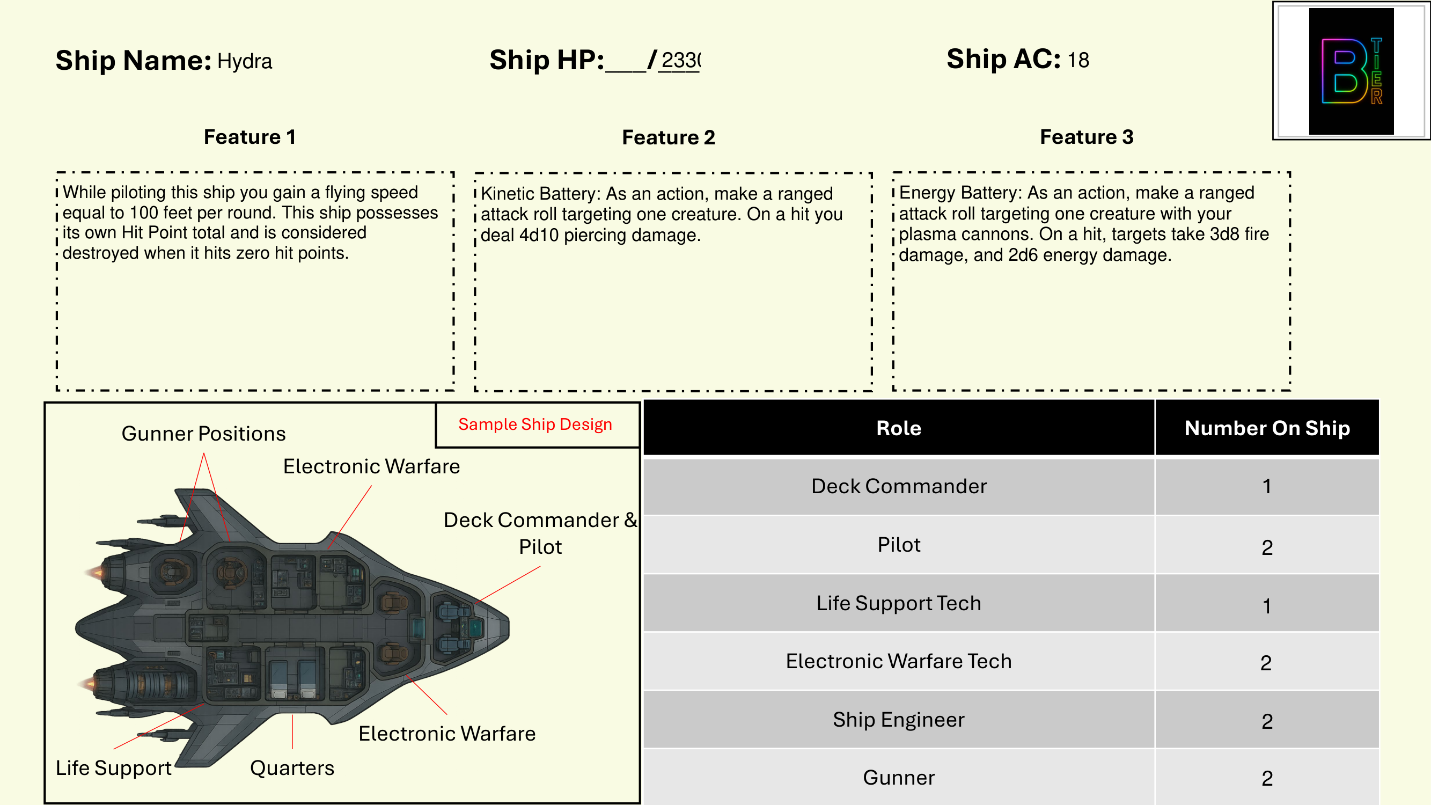 Ship Name: Hydra
Ship HP:___/2330
Ship AC: 18
B TIER
Feature 1
Feature 2
Feature 3
While piloting this ship you gain a flying speed
equal to 100 feet per round. This ship possesses
its own Hit Point total and is considered
destroyed when it hits zero hit points.
Kinetic Battery: As an action, make a ranged
attack roll targeting one creature. On a hit you
deal 4d10 piercing damage.
Energy Battery: As an action, make a ranged
attack roll targeting one creature with your
plasma cannons. On a hit, targets take 3d8 fire
damage, and 2d6 energy damage.
Sample Ship Design
Gunner Positions
Electronic Warfare
Deck Commander &
Pilot
Electronic Warfare
Life Support
Quarters
Role Number On Ship
Deck Commander 1
Pilot 2
Life Support Tech 1
Electronic Warfare Tech 2
Ship Engineer 2
Gunner 2